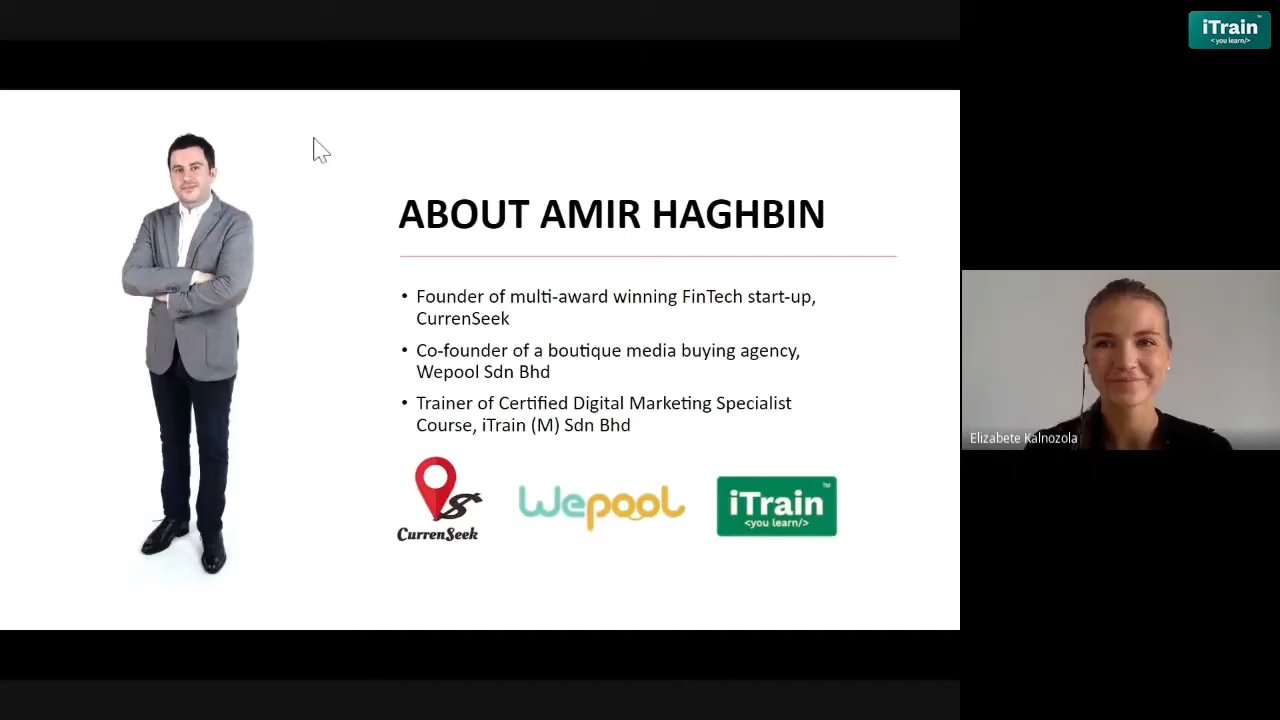 iTrain™
<you learn/>
ABOUT AMIR HAGHBIN
• Founder of multi-award winning FinTech start-up,
CurrenSeek
• Co-founder of a boutique media buying agency,
Wepool Sdn Bhd
• Trainer of Certified Digital Marketing Specialist
Course, iTrain (M) Sdn Bhd
CurrenSeek
wepool
iTrain™
<you learn/>
Elizabete Kalnozola